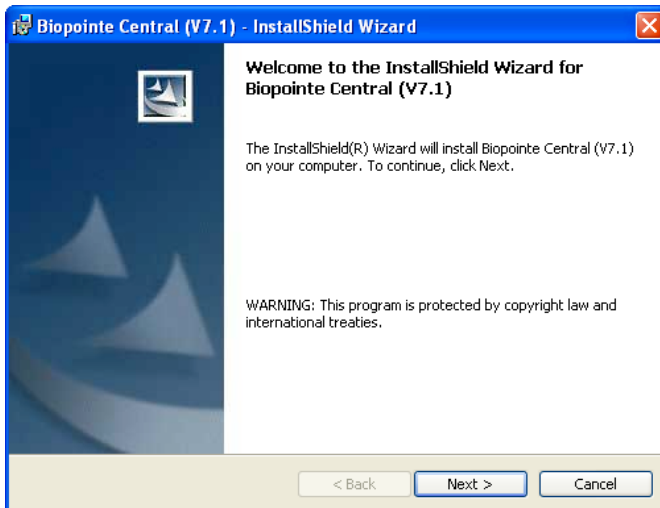 Biopointe Central (V7.1) - InstallShield Wizard
Welcome to the InstallShield Wizard for
Biopointe Central (V7.1)
The InstallShield(R) Wizard will install Biopointe Central (V7.1)
on your computer. To continue, click Next.
WARNING: This program is protected by copyright law and
international treaties.
< Back Next > Cancel